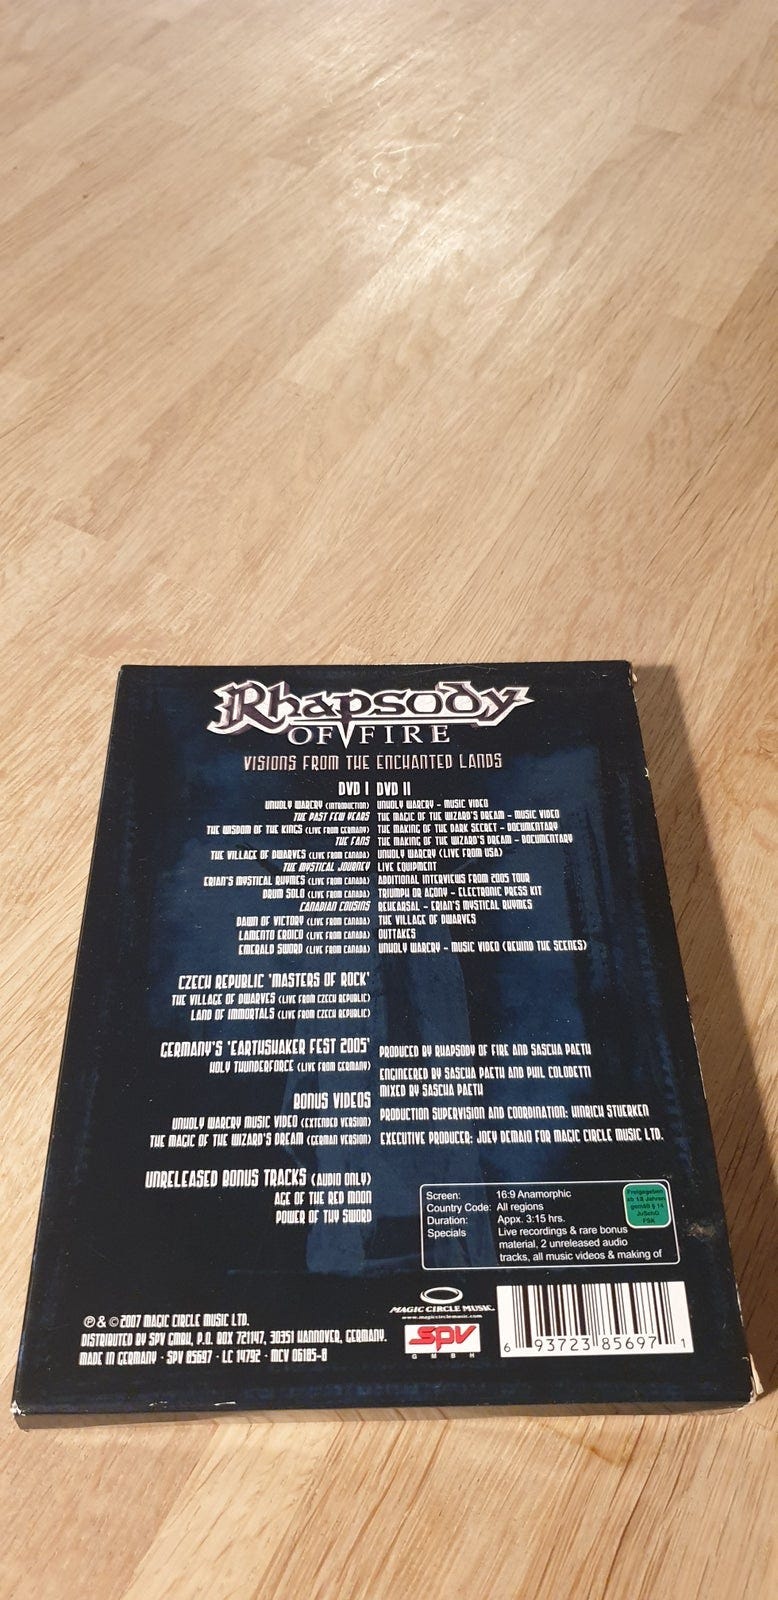 Rhapsody
OF FIRE
VISIONS FROM THE ENCHANTED LANDS
DVD I
UNHOLY WARCRY (INTRODUCTION)
THE PAST FEW YEARS
THE WISDOM OF THE KINGS (LIVE FROM GERMANY)
THE FANS
THE VILLAGE OF DWARVES (LIVE FROM CANADA)
THE MYSTICAL JOURNEY
ERIAN'S MYSTICAL RHYMES (LIVE FROM CANADA)
DRUM SOLO (LIVE FROM CANADA)
CANADIAN COUSINS
DAWN OF VICTORY (LIVE FROM CANADA)
LAMENTO EROICO (LIVE FROM CANADA)
EMERALD SWORD (LIVE FROM CANADA)
CZECH REPUBLIC 'MASTERS OF ROCK'
THE VILLAGE OF DWARVES (LIVE FROM CZECH REPUBLIC)
LAND OF IMMORTALS (LIVE FROM CZECH REPUBLIC)
GERMANY'S 'EARTHSHAKER FEST 2005'
HOLY THUNDERFORCE (LIVE FROM GERMANY)
BONUS VIDEOS
UNHOLY WARCRY MUSIC VIDEO (EXTENDED VERSION)
THE MAGIC OF THE WIZARD'S DREAM (GERMAN VERSION)
UNRELEASED BONUS TRACKS (AUDIO ONLY)
AGE OF THE RED MOON
POWER OF THY SWORD
DVD II
UNHOLY WARCRY - MUSIC VIDEO
THE MAGIC OF THE WIZARD'S DREAM - MUSIC VIDEO
THE MAKING OF THE DARK SECRET - DOCUMENTARY
THE MAKING OF THE WIZARD'S DREAM - DOCUMENTARY
UNHOLY WARCRY (LIVE FROM USA)
LIVE EQUIPMENT
ADDITIONAL INTERVIEWS FROM 2005 TOUR
TRIUMPH OR AGONY - ELECTRONIC PRESS KIT
REHEARSAL - ERIAN'S MYSTICAL RHYMES
THE VILLAGE OF DWARVES
OUTTAKES
UNHOLY WARCRY - MUSIC VIDEO (BEHIND THE SCENES)
PRODUCED BY RHAPSODY OF FIRE AND SASCHA PAETH
ENGINEERED BY SASCHA PAETH AND PHIL COLODETTI
MIXED BY SASCHA PAETH
PRODUCTION SUPERVISION AND COORDINATION: HINRICH STUERKEN
EXECUTIVE PRODUCER: JOEY DEMAIO FOR MAGIC CIRCLE MUSIC LTD.
Screen: 16:9 Anamorphic
Country Code: All regions
Duration: Appx. 3:15 hrs.
Specials Live recordings & rare bonus
material, 2 unreleased audio
tracks, all music videos & making of
Freigegeben
ab 12 Jahren
gemäß § 14
JuSchG
FSK
℗ & © 2007 MAGIC CIRCLE MUSIC LTD.
DISTRIBUTED BY SPV GMBH, P.O. BOX 721147, 30351 HANNOVER, GERMANY.
MADE IN GERMANY · SPV 85697 · LC 14792 · MCV 06185-8
MAGIC CIRCLE MUSIC.
www.magiccirclemusic.com
SPV
GMBH
6 93723 85697 1